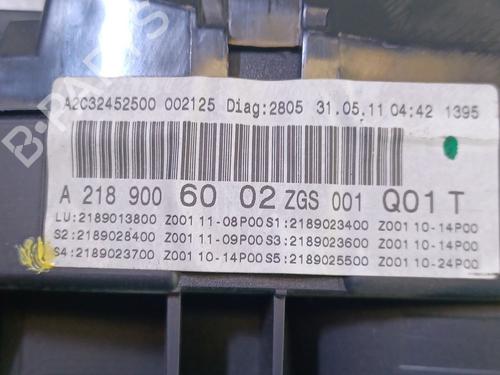 A2C32452500 002125 Diag:2805 31.05.11 04:42 1395
A 218 900 60 02 ZGS 001 Q01 T
LU:2189013800 Z001 11-08P00 S1:2189023400 Z001 10-14P00
S2:2189028400 Z001 11-09P00 S3:2189023600 Z001 10-14P00
S4:2189023700 Z001 10-14P00 S5:2189025500 Z001 10-24P00
B-PARTS